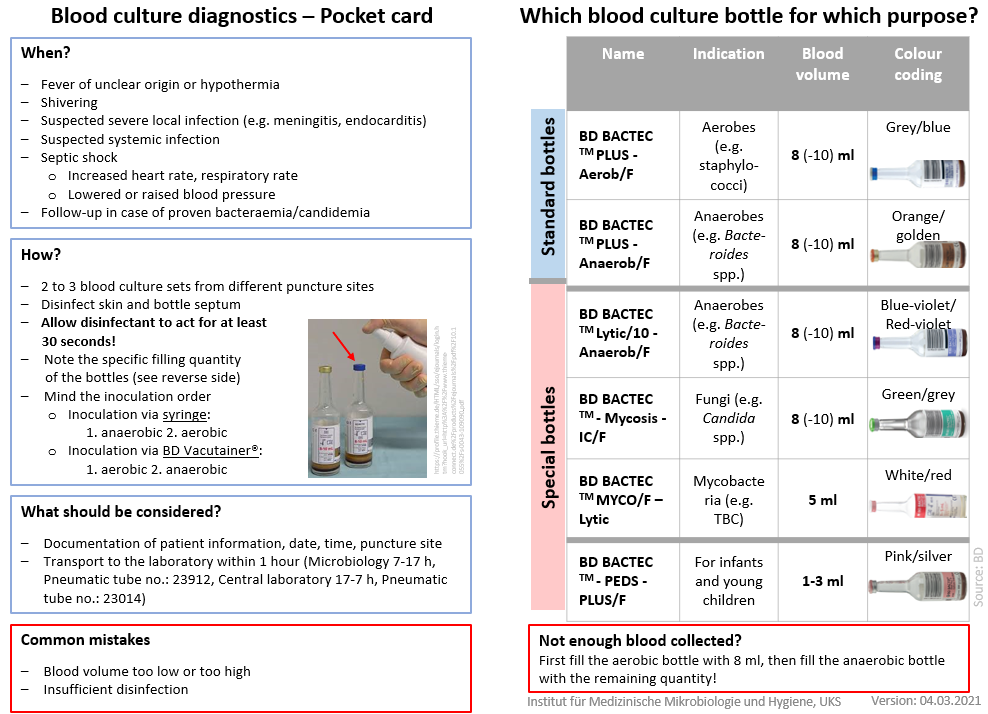 Blood culture diagnostics – Pocket card
When?
– Fever of unclear origin or hypothermia
– Shivering
– Suspected severe local infection (e.g. meningitis, endocarditis)
– Suspected systemic infection
– Septic shock
o Increased heart rate, respiratory rate
o Lowered or raised blood pressure
– Follow-up in case of proven bacteraemia/candidemia
How?
– 2 to 3 blood culture sets from different puncture sites
– Disinfect skin and bottle septum
– Allow disinfectant to act for at least
30 seconds!
– Note the specific filling quantity
of the bottles (see reverse side)
– Mind the inoculation order
o Inoculation via syringe:
1. anaerobic 2. aerobic
o Inoculation via BD Vacutainer®:
1. aerobic 2. anaerobic
What should be considered?
– Documentation of patient information, date, time, puncture site
– Transport to the laboratory within 1 hour (Microbiology 7-17 h,
Pneumatic tube no.: 23912, Central laboratory 17-7 h, Pneumatic
tube no.: 23014)
Common mistakes
– Blood volume too low or too high
– Insufficient disinfection
Which blood culture bottle for which purpose?
Name
Indication
Blood
volume
Colour
coding
Standard bottles
BD BACTEC
TM PLUS -
Aerob/F
Aerobes
(e.g.
staphylo-
cocci)
8 (-10) ml
Grey/blue
BD BACTEC
TM PLUS -
Anaerob/F
Anaerobes
(e.g. Bacte-
roides
spp.)
8 (-10) ml
Orange/
golden
Special bottles
BD BACTEC
TM Lytic/10 -
Anaerob/F
Anaerobes
(e.g. Bacte-
roides
spp.)
8 (-10) ml
Blue-violet/
Red-violet
BD BACTEC
TM - Mycosis -
IC/F
Fungi (e.g.
Candida
spp.)
8 (-10) ml
Green/grey
BD BACTEC
TM MYCO/F –
Lytic
Mycobacte
ria (e.g.
TBC)
5 ml
White/red
BD BACTEC
TM - PEDS -
PLUS/F
For infants
and young
children
1-3 ml
Pink/silver
Source: BD
Not enough blood collected?
First fill the aerobic bottle with 8 ml, then fill the anaerobic bottle
with the remaining quantity!
Institut für Medizinische Mikrobiologie und Hygiene, UKS
Version: 04.03.2021